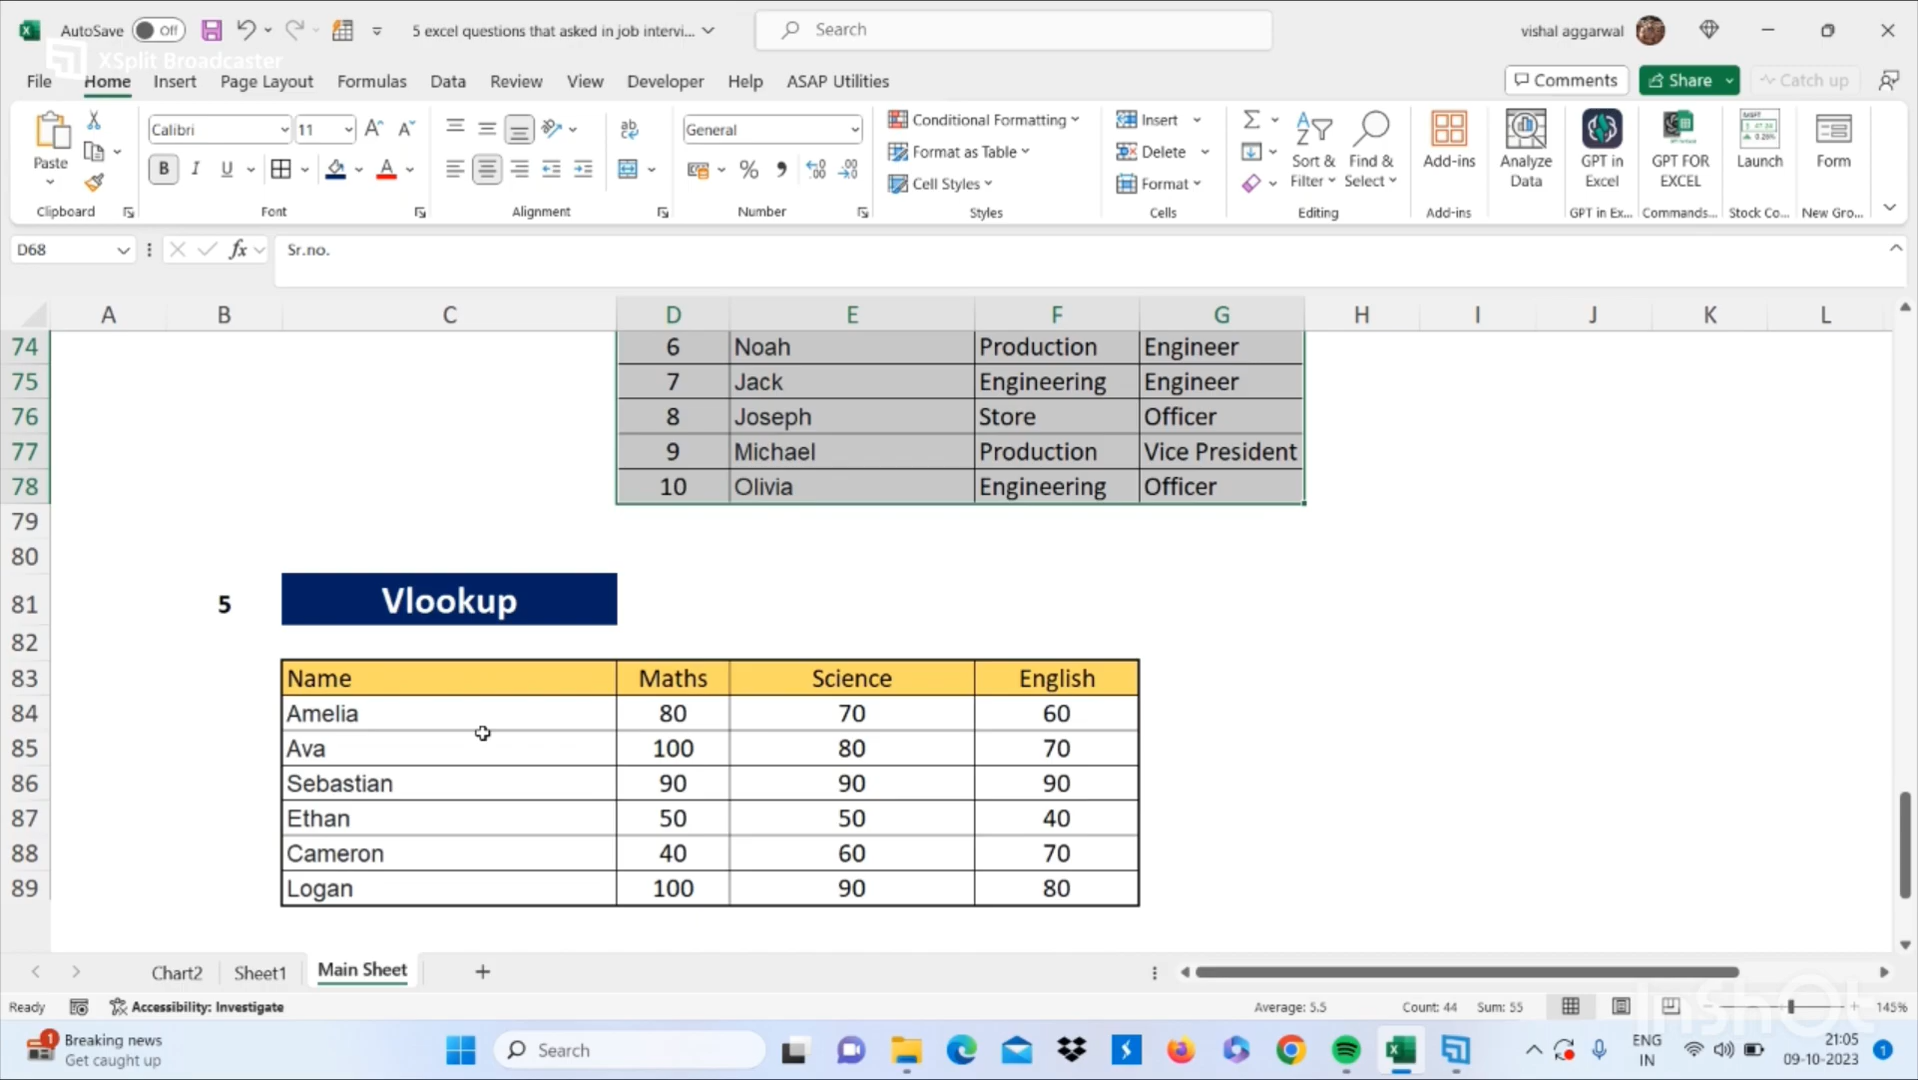 AutoSave Off 5 excel questions that asked in job intervi... Search vishal aggarwal
XSplit Broadcaster
File Home Insert Page Layout Formulas Data Review View Developer Help ASAP Utilities Comments Share Catch up
Calibri 11 General Conditional Formatting Insert
Paste Format as Table Delete Sort & Filter Find & Select Add-ins Analyze Data GPT in Excel GPT FOR EXCEL Launch Form
B I U A % Cell Styles Format
Clipboard Font Alignment Number Styles Cells Editing Add-ins GPT in Ex... Commands... Stock Co... New Gro...
D68 fx Sr.no.
A B C D E F G H I J K L
74 6 Noah Production Engineer
75 7 Jack Engineering Engineer
76 8 Joseph Store Officer
77 9 Michael Production Vice President
78 10 Olivia Engineering Officer
79
80
81 5 Vlookup
82
83 Name Maths Science English
84 Amelia 80 70 60
85 Ava 100 80 70
86 Sebastian 90 90 90
87 Ethan 50 50 40
88 Cameron 40 60 70
89 Logan 100 90 80
Chart2 Sheet1 Main Sheet
InShOt
Ready Accessibility: Investigate Average: 5.5 Count: 44 Sum: 55 145%
1 Breaking news
Get caught up
Search
ENG
IN
21:05
09-10-2023
1